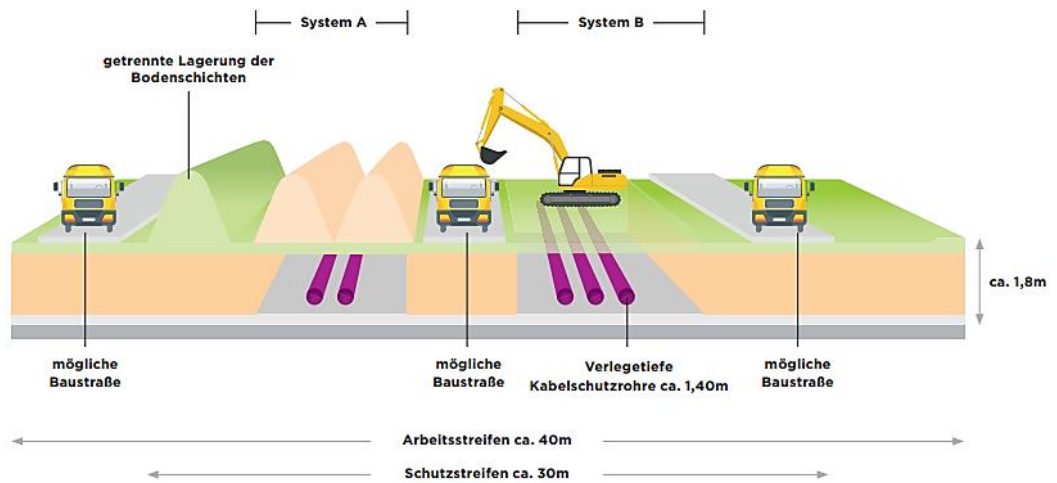 System A
System B
getrennte Lagerung der
Bodenschichten
ca. 1,8m
mögliche
Baustraße
mögliche
Baustraße
Verlegetiefe
Kabelschutzrohre ca. 1,40m
mögliche
Baustraße
Arbeitsstreifen ca. 40m
Schutzstreifen ca. 30m